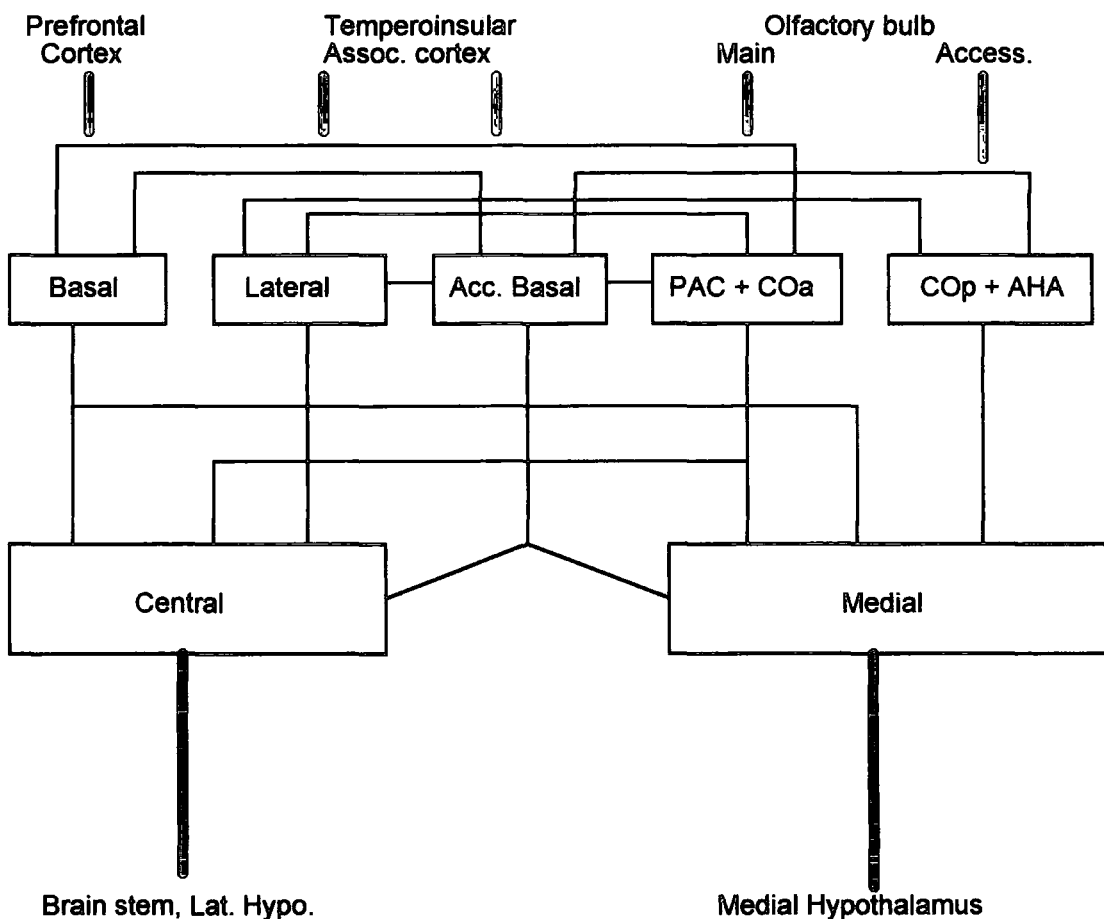 Prefrontal
Cortex
Temperoinsular
Assoc. cortex
Olfactory bulb
Main
Access.
Basal
Lateral
Acc. Basal
PAC + COa
COp + AHA
Central
Medial
Brain stem, Lat. Hypo.
Medial Hypothalamus